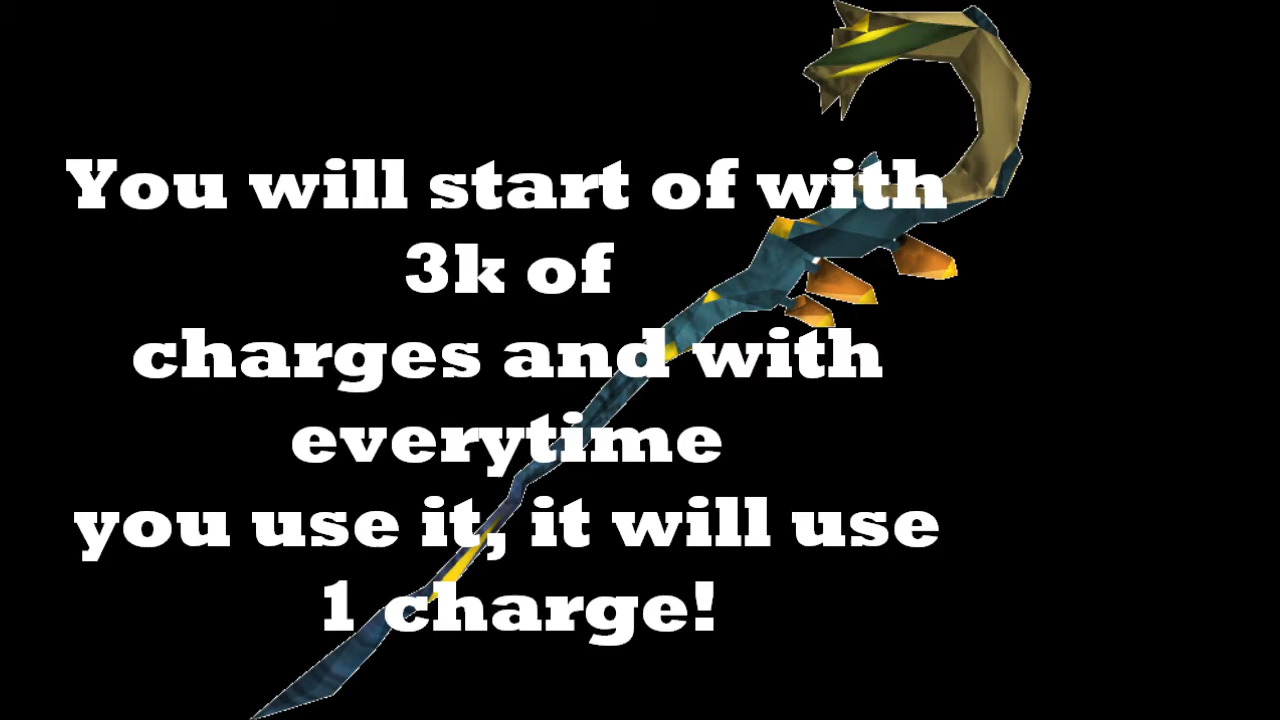 You will start of with
3k of
charges and with
everytime
you use it, it will use
1 charge!